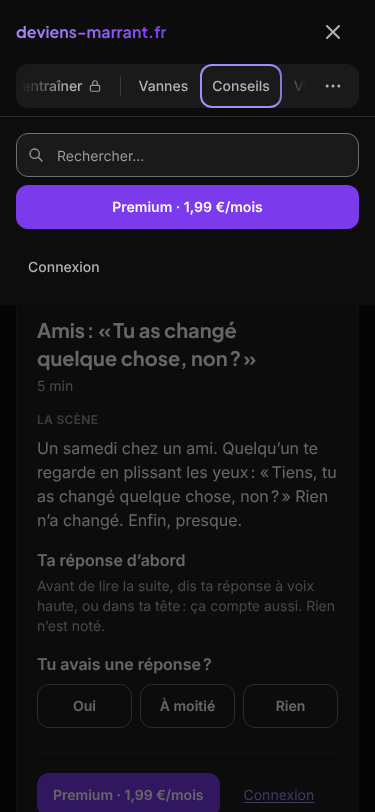 deviens-marrant.fr
entraîner
Vannes
Conseils
Rechercher...
Premium · 1,99 €/mois
Connexion
Amis : « Tu as changé
quelque chose, non ? »
5 min
LA SCÈNE
Un samedi chez un ami. Quelqu’un te
regarde en plissant les yeux : « Tiens, tu
as changé quelque chose, non ? » Rien
n’a changé. Enfin, presque.
Ta réponse d’abord
Avant de lire la suite, dis ta réponse à voix
haute, ou dans ta tête : ça compte aussi. Rien
n’est noté.
Tu avais une réponse ?
Oui
À moitié
Rien
Premium · 1,99 €/mois
Connexion